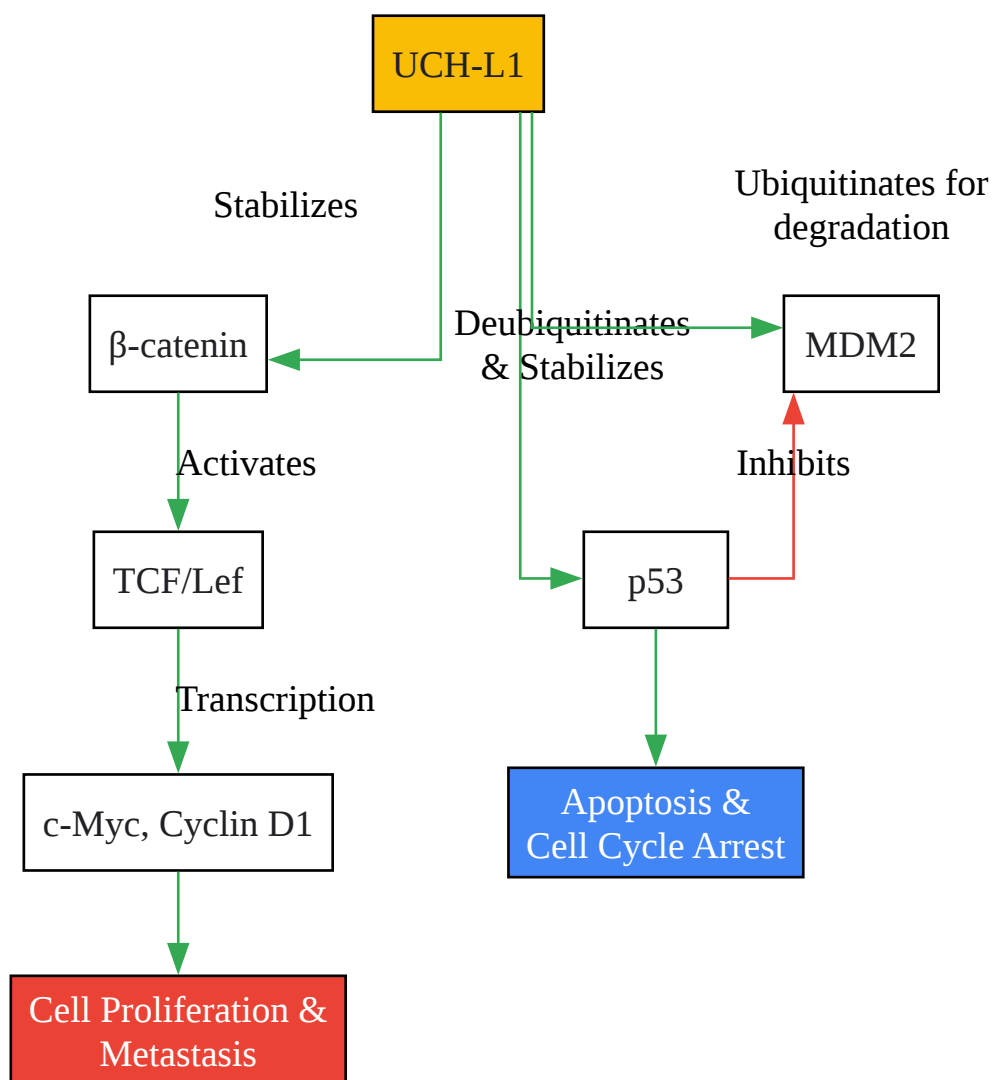 UCH-L1
Stabilizes
Ubiquitinates for
degradation
β-catenin
Deubiquitinates
& Stabilizes
MDM2
Activates
Inhibits
TCF/Lef
p53
Transcription
c-Myc, Cyclin D1
Apoptosis &
Cell Cycle Arrest
Cell Proliferation &
Metastasis